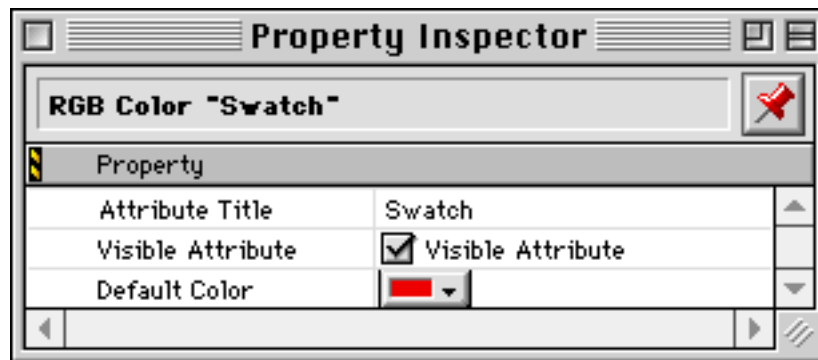 Property Inspector
RGB Color "Swatch"
Property
Attribute Title Swatch
Visible Attribute Visible Attribute
Default Color